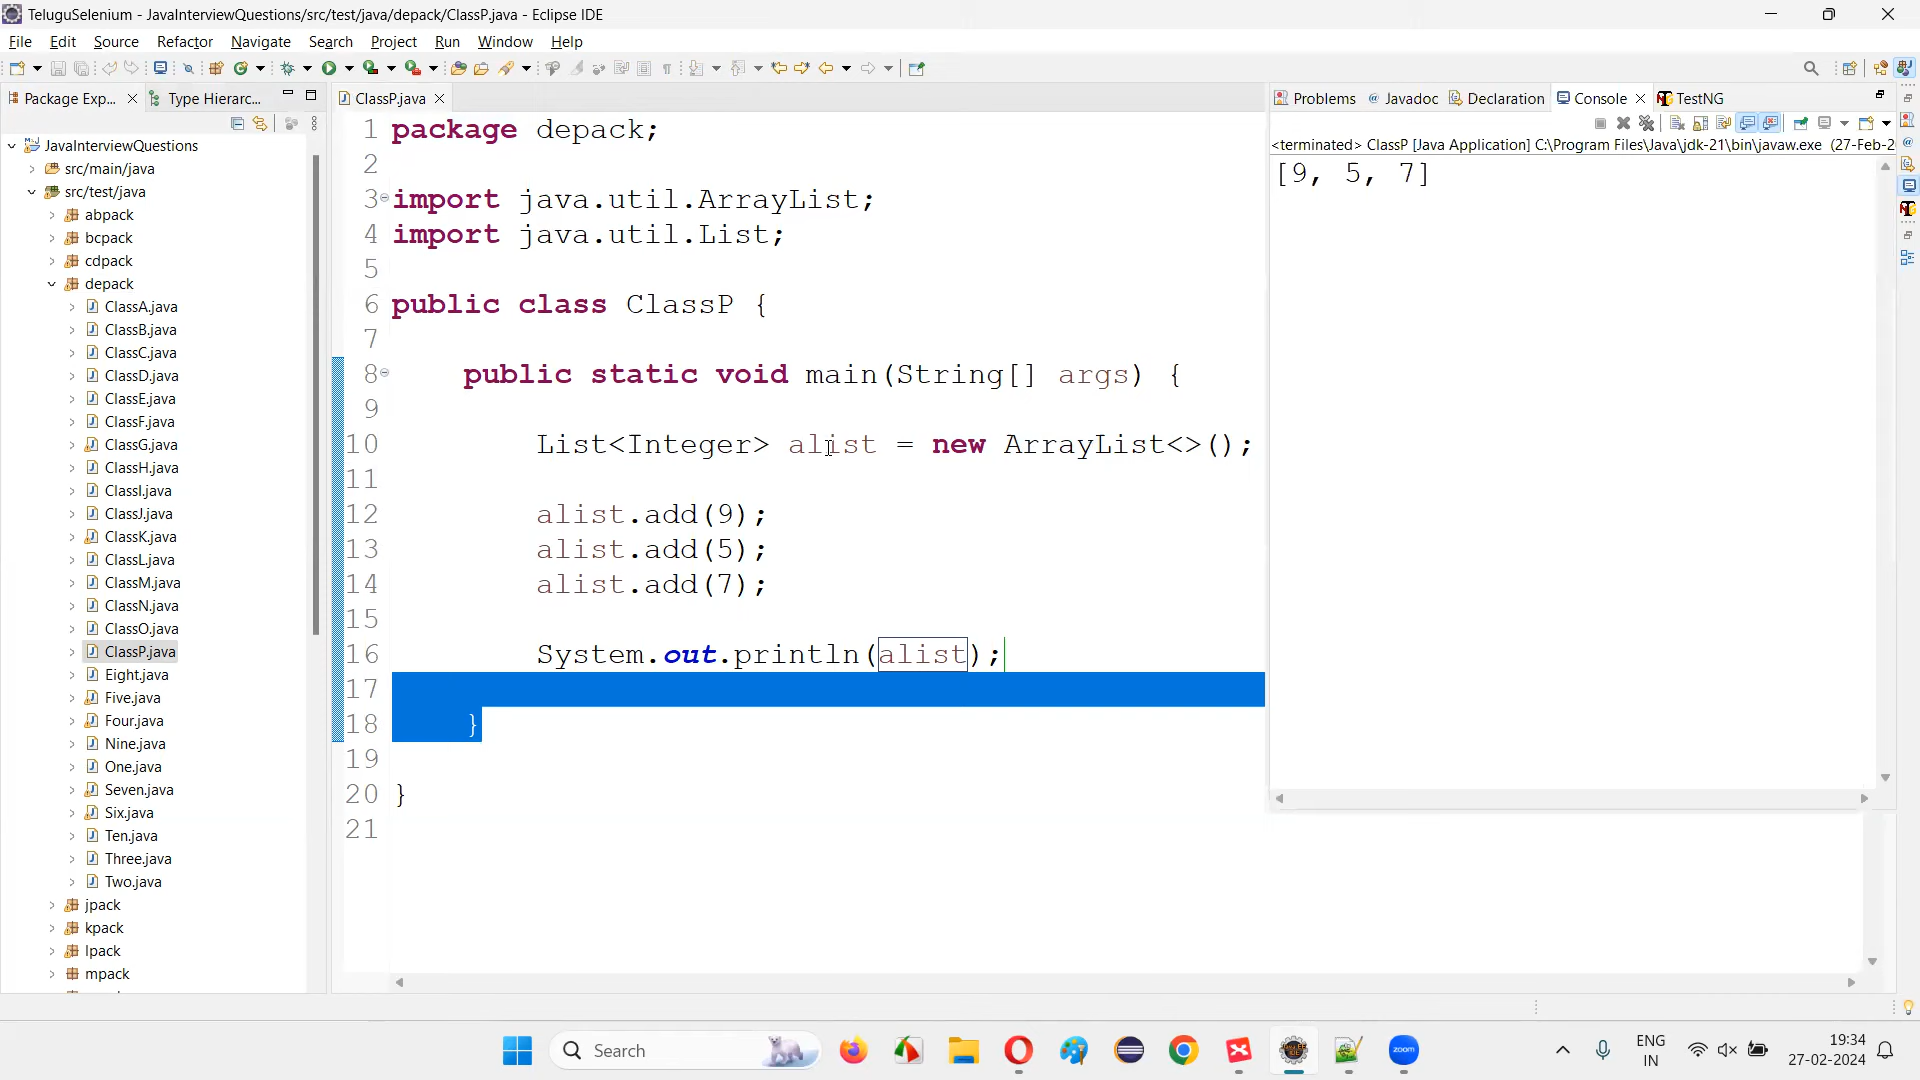 TeluguSelenium - JavaInterviewQuestions/src/test/java/depack/ClassP.java - Eclipse IDE
File Edit Source Refactor Navigate Search Project Run Window Help
Package Exp... Type Hierarc...
JavaInterviewQuestions
src/main/java
src/test/java
abpack
bcpack
cdpack
depack
ClassA.java
ClassB.java
ClassC.java
ClassD.java
ClassE.java
ClassF.java
ClassG.java
ClassH.java
ClassI.java
ClassJ.java
ClassK.java
ClassL.java
ClassM.java
ClassN.java
ClassO.java
ClassP.java
Eight.java
Five.java
Four.java
Nine.java
One.java
Seven.java
Six.java
Ten.java
Three.java
Two.java
jpack
kpack
lpack
mpack
ClassP.java
1 package depack;
2
3 import java.util.ArrayList;
4 import java.util.List;
5
6 public class ClassP {
7
8 public static void main(String[] args) {
9
10 List<Integer> alist = new ArrayList<>();
11
12 alist.add(9);
13 alist.add(5);
14 alist.add(7);
15
16 System.out.println(alist);
17
18 }
19
20 }
21
Problems Javadoc Declaration Console TestNG
<terminated> ClassP [Java Application] C:\Program Files\Java\jdk-21\bin\javaw.exe (27-Feb-2
[9, 5, 7]
Search
zoom
ENG
IN
19:34
27-02-2024